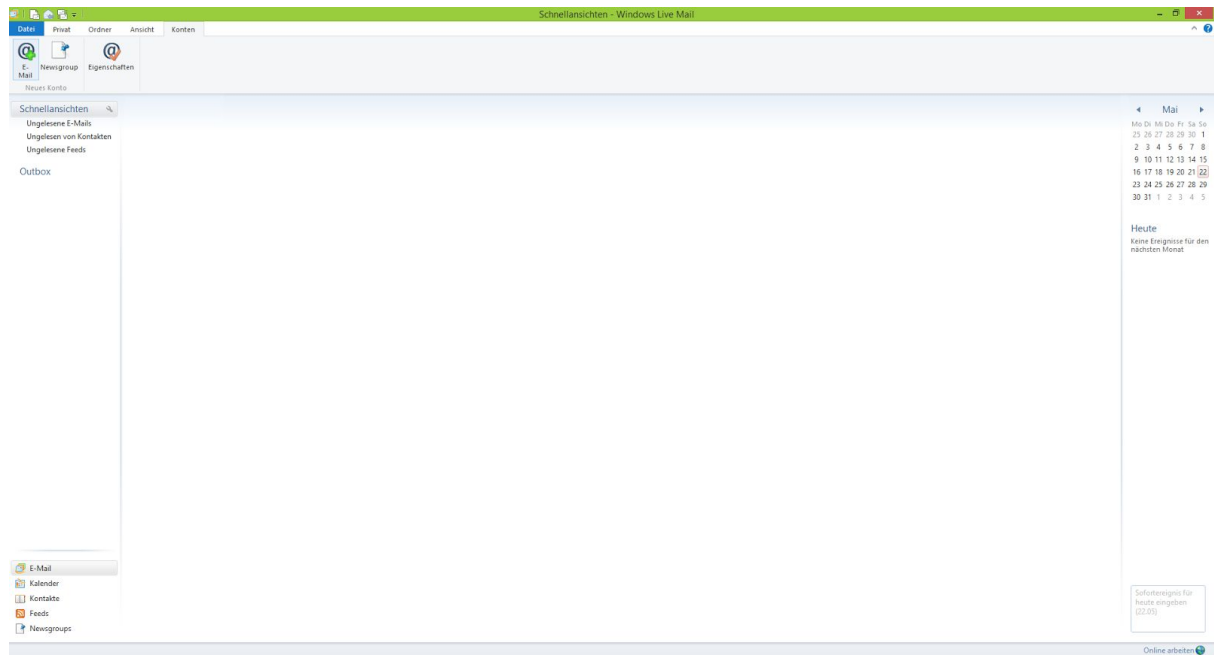 Schnellansichten - Windows Live Mail
Datei Privat Ordner Ansicht Konten
E-Mail Newsgroup Eigenschaften
Neues Konto
Schnellansichten
Ungelesene E-Mails
Ungelesen von Kontakten
Ungelesene Feeds
Outbox
E-Mail
Kalender
Kontakte
Feeds
Newsgroups
Mai
Mo Di Mi Do Fr Sa So
25 26 27 28 29 30 1
2 3 4 5 6 7 8
9 10 11 12 13 14 15
16 17 18 19 20 21 22
23 24 25 26 27 28 29
30 31 1 2 3 4 5
Heute
Keine Ereignisse für den
nächsten Monat
Sofortereignis für
heute eingeben
(22.05)
Online arbeiten